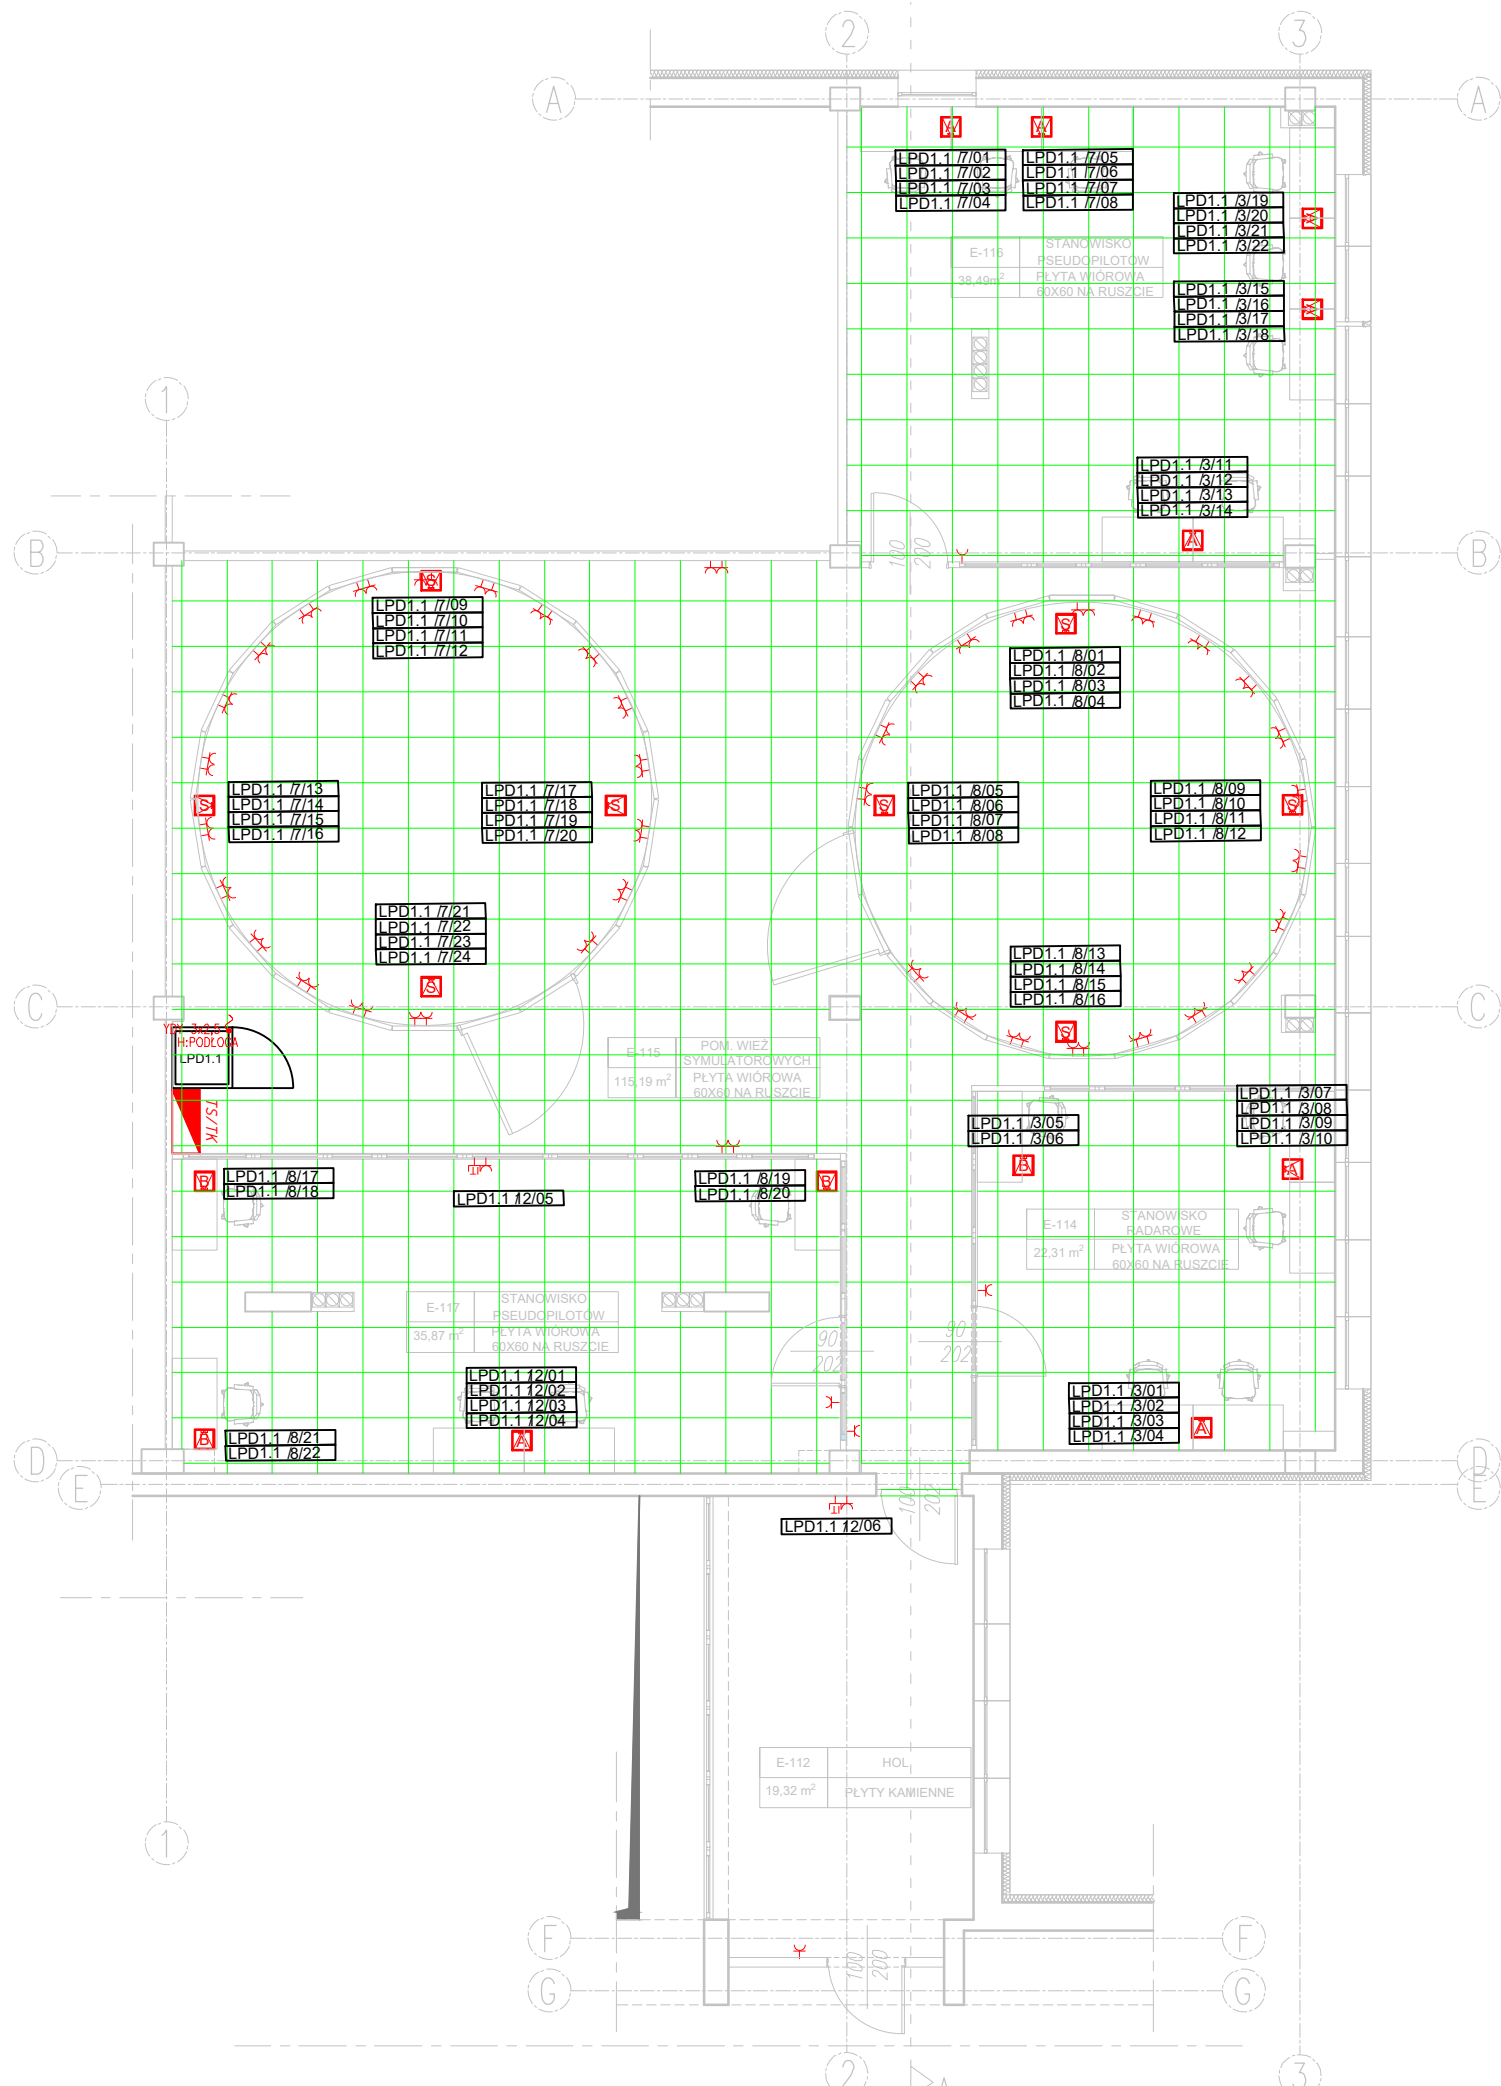 2
3
A
A
A
A
LPD1.1 /7/01
LPD1.1 /7/02
LPD1.1 /7/03
LPD1.1 /7/04
LPD1.1 /7/05
LPD1.1 /7/06
LPD1.1 /7/07
LPD1.1 /7/08
LPD1.1 /3/19
LPD1.1 /3/20
LPD1.1 /3/21
LPD1.1 /3/22
A
E-116
STANOWISKO
PSEUDOPILOTÓW
38,49m²
PŁYTA WIÓROWA
60X60 NA RUSZCIE
LPD1.1 /3/15
LPD1.1 /3/16
LPD1.1 /3/17
LPD1.1 /3/18
A
1
LPD1.1 /3/11
LPD1.1 /3/12
LPD1.1 /3/13
LPD1.1 /3/14
A
B
100
200
B
S
LPD1.1 /7/09
LPD1.1 /7/10
LPD1.1 /7/11
LPD1.1 /7/12
S
LPD1.1 /8/01
LPD1.1 /8/02
LPD1.1 /8/03
LPD1.1 /8/04
S
LPD1.1 /7/13
LPD1.1 /7/14
LPD1.1 /7/15
LPD1.1 /7/16
LPD1.1 /7/17
LPD1.1 /7/18
LPD1.1 /7/19
LPD1.1 /7/20
S
S
LPD1.1 /8/05
LPD1.1 /8/06
LPD1.1 /8/07
LPD1.1 /8/08
LPD1.1 /8/09
LPD1.1 /8/10
LPD1.1 /8/11
LPD1.1 /8/12
S
LPD1.1 /7/21
LPD1.1 /7/22
LPD1.1 /7/23
LPD1.1 /7/24
S
LPD1.1 /8/13
LPD1.1 /8/14
LPD1.1 /8/15
LPD1.1 /8/16
S
C
C
YDY 3x2,5
H:PODŁOGA
LPD1.1
TS/TK
E-115
POM. WIEŻ
SYMULATOROWYCH
115,19 m²
PŁYTA WIÓROWA
60X60 NA RUSZCIE
LPD1.1 /3/05
LPD1.1 /3/06
B
LPD1.1 /3/07
LPD1.1 /3/08
LPD1.1 /3/09
LPD1.1 /3/10
A
B
LPD1.1 /8/17
LPD1.1 /8/18
LPD1.1 12/05
LPD1.1 /8/19
LPD1.1 /8/20
B
E-114
STANOWISKO
RADAROWE
22,31 m²
PŁYTA WIÓROWA
60X60 NA RUSZCIE
E-117
STANOWISKO
PSEUDOPILOTÓW
35,87 m²
PŁYTA WIÓROWA
60X60 NA RUSZCIE
90
202
90
202
LPD1.1 12/01
LPD1.1 12/02
LPD1.1 12/03
LPD1.1 12/04
A
LPD1.1 /3/01
LPD1.1 /3/02
LPD1.1 /3/03
LPD1.1 /3/04
A
B
LPD1.1 /8/21
LPD1.1 /8/22
D
D
E
E
100
202
LPD1.1 12/06
E-112
HOL
19,32 m²
PŁYTY KAMIENNE
1
F
F
100
200
G
G
2
3
A